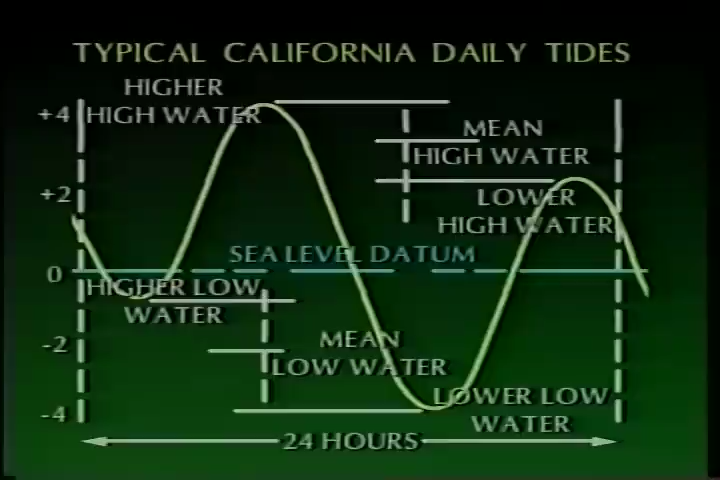 TYPICAL CALIFORNIA DAILY TIDES
HIGHER
HIGH WATER
+4
MEAN
HIGH WATER
+2
LOWER
HIGH WATER
SEA LEVEL DATUM
0
HIGHER LOW
WATER
-2
MEAN
LOW WATER
LOWER LOW
WATER
-4
24 HOURS